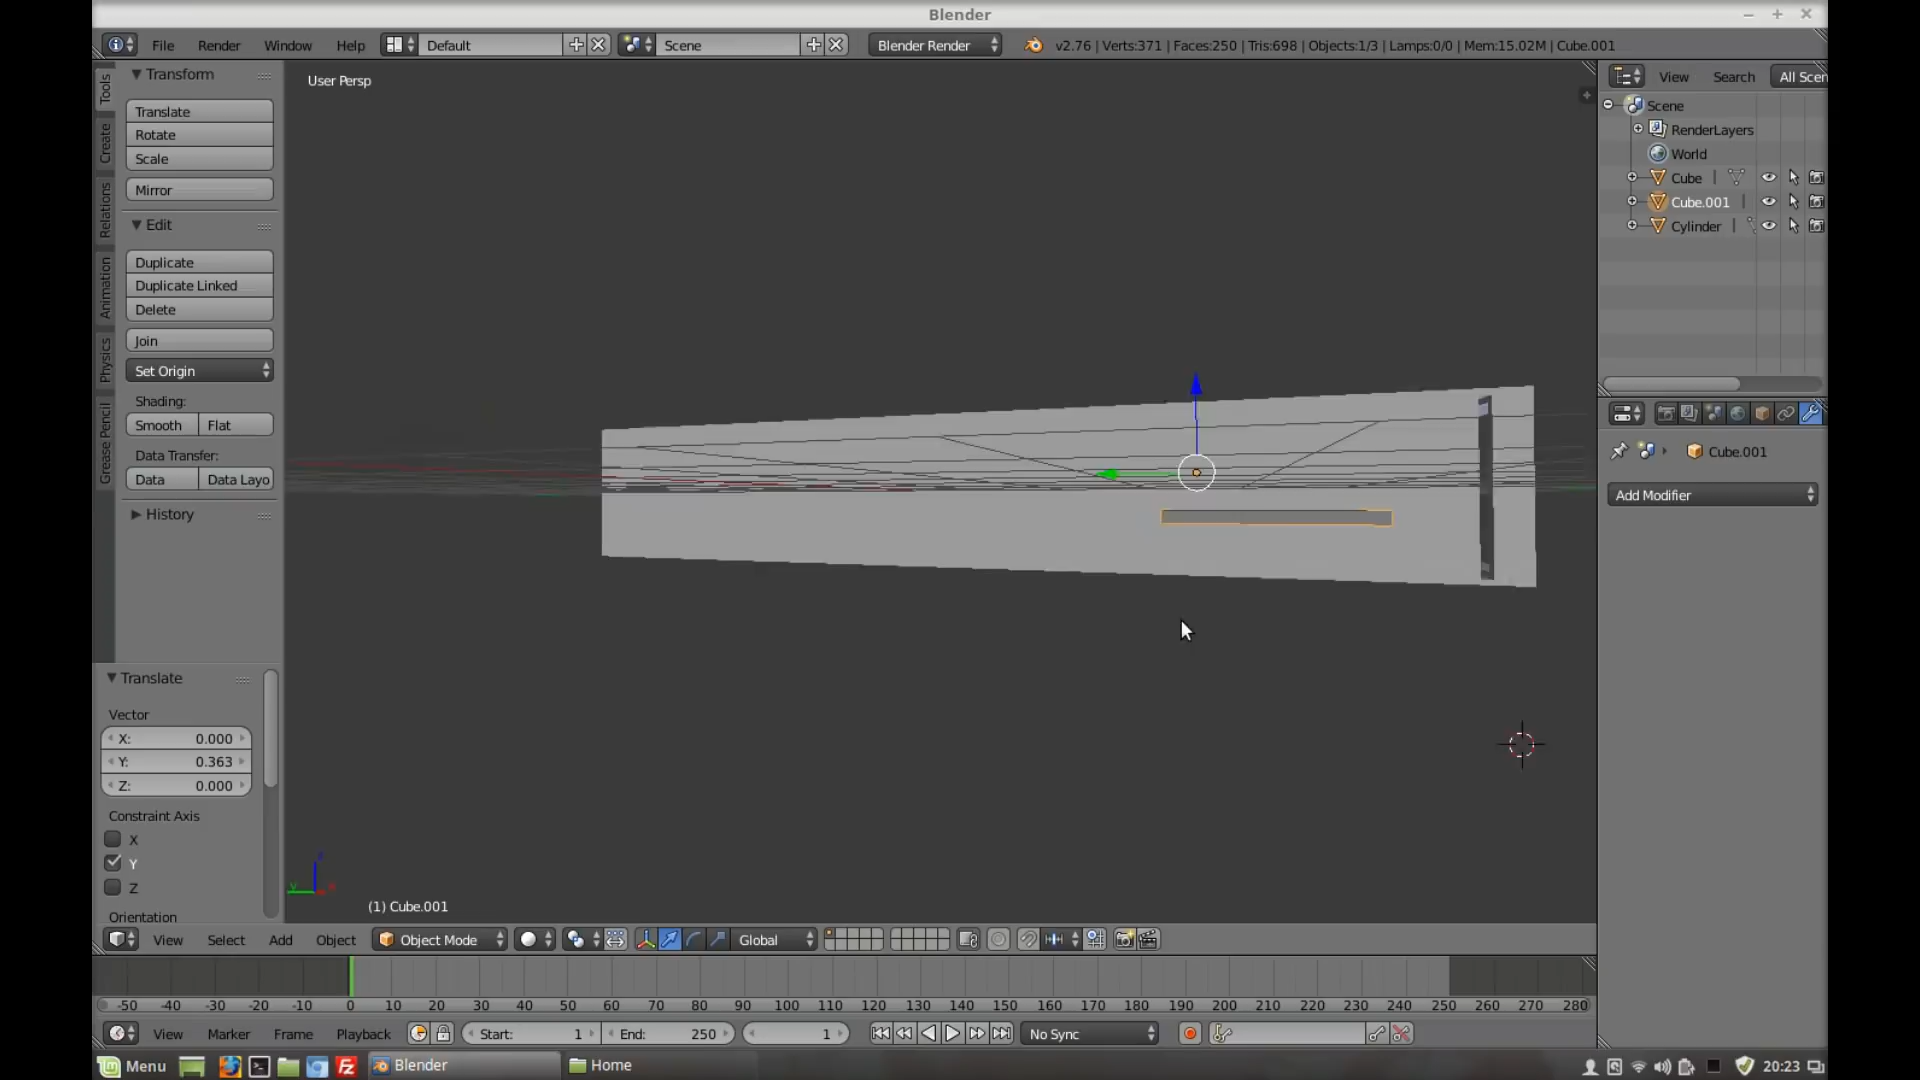 Blender
File Render Window Help Default Scene Blender Render v2.76 | Verts:371 | Faces:250 | Tris:698 | Objects:1/3 | Lamps:0/0 | Mem:15.02M | Cube.001
Tools
Create
Relations
Animation
Physics
Grease Pencil
Transform
Translate
Rotate
Scale
Mirror
Edit
Duplicate
Duplicate Linked
Delete
Join
Set Origin
Shading:
Smooth Flat
Data Transfer:
Data Data Layo
History
Translate
Vector
X: 0.000
Y: 0.363
Z: 0.000
Constraint Axis
X
Y
Z
Orientation
User Persp
(1) Cube.001
View Search All Scen
Scene
RenderLayers
World
Cube
Cube.001
Cylinder
Cube.001
Add Modifier
View Select Add Object Object Mode Global
-50 -40 -30 -20 -10 0 10 20 30 40 50 60 70 80 90 100 110 120 130 140 150 160 170 180 190 200 210 220 230 240 250 260 270 280
View Marker Frame Playback Start: 1 End: 250 1 No Sync
Menu Blender Home 20:23